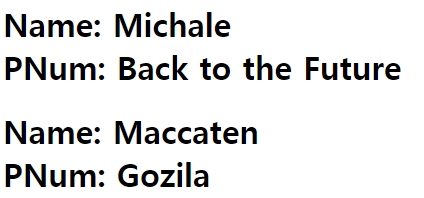 Name: Michale
PNum: Back to the Future
Name: Maccaten
PNum: Gozila